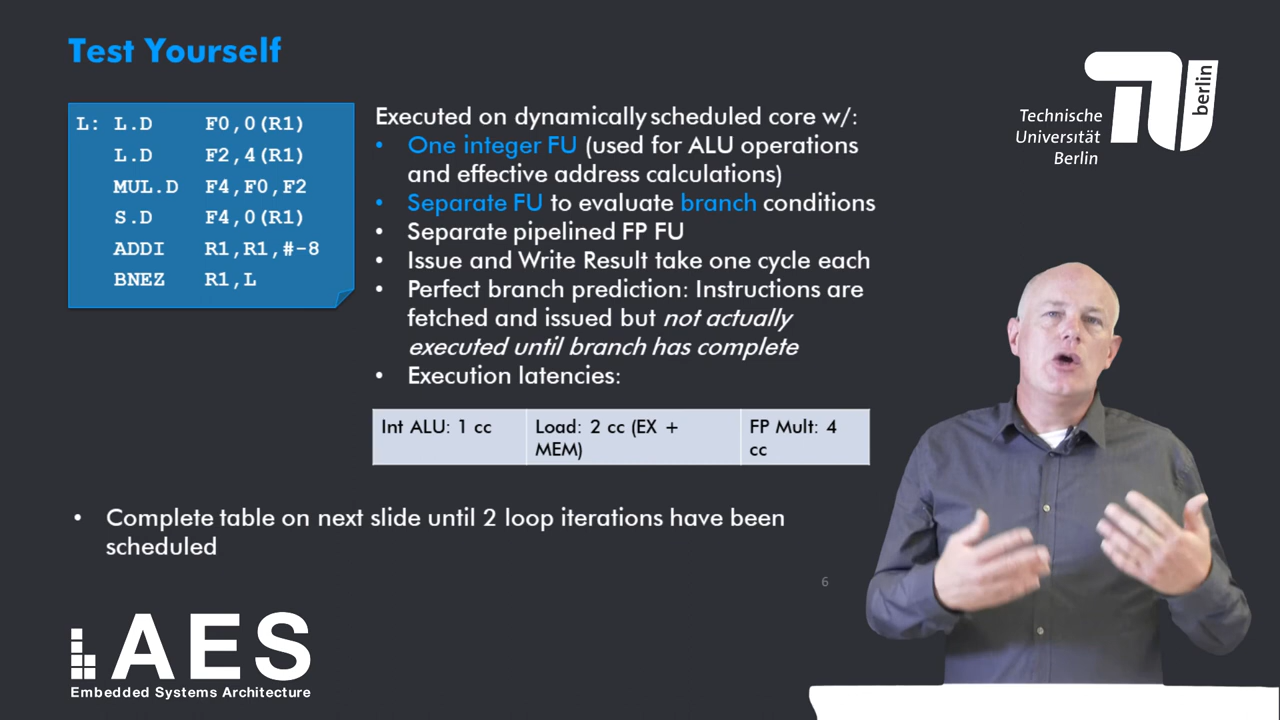 Test Yourself
L: L.D F0,0(R1)
L.D F2,4(R1)
MUL.D F4,F0,F2
S.D F4,0(R1)
ADDI R1,R1,#-8
BNEZ R1,L
Executed on dynamically scheduled core w/:
• One integer FU (used for ALU operations
and effective address calculations)
• Separate FU to evaluate branch conditions
• Separate pipelined FP FU
• Issue and Write Result take one cycle each
• Perfect branch prediction: Instructions are
fetched and issued but not actually
executed until branch has complete
• Execution latencies:
Int ALU: 1 cc
Load: 2 cc (EX +
MEM)
FP Mult: 4
cc
• Complete table on next slide until 2 loop iterations have been
scheduled
6
Technische
Universität
Berlin
berlin
AES
Embedded Systems Architecture